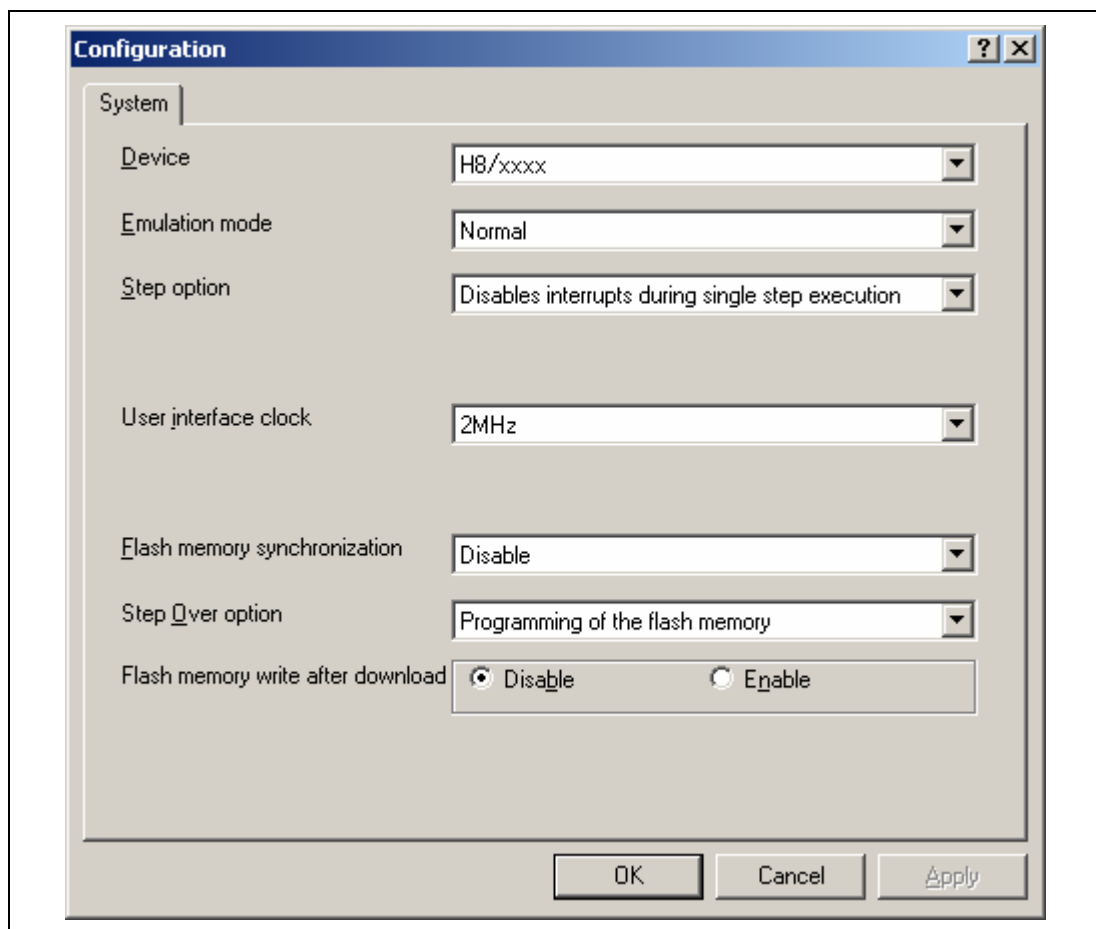 Configuration
System
Device
H8/xxxx
Emulation mode
Normal
Step option
Disables interrupts during single step execution
User interface clock
2MHz
Flash memory synchronization
Disable
Step Over option
Programming of the flash memory
Flash memory write after download
Disable
Enable
OK
Cancel
Apply